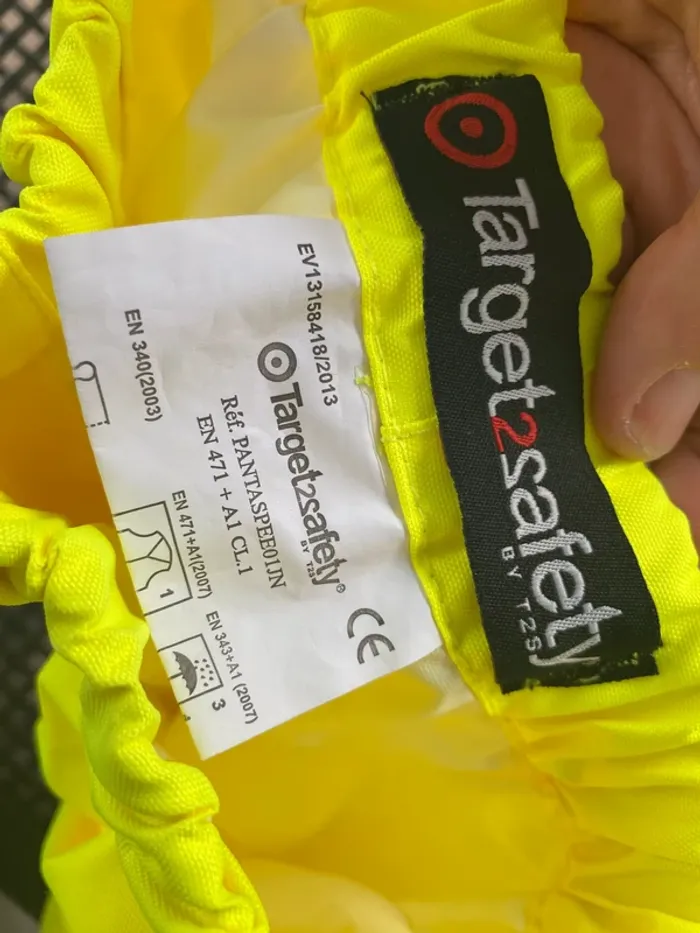 Target2safety
BY T2S
EV13158418/2013
Target2safety®
BY T2S
CE
Réf. PANTASPEE01JN
EN 471 + A1 CL.1
EN 340(2003)
EN 471+A1(2007)
1
EN 343+A1 (2007)
3